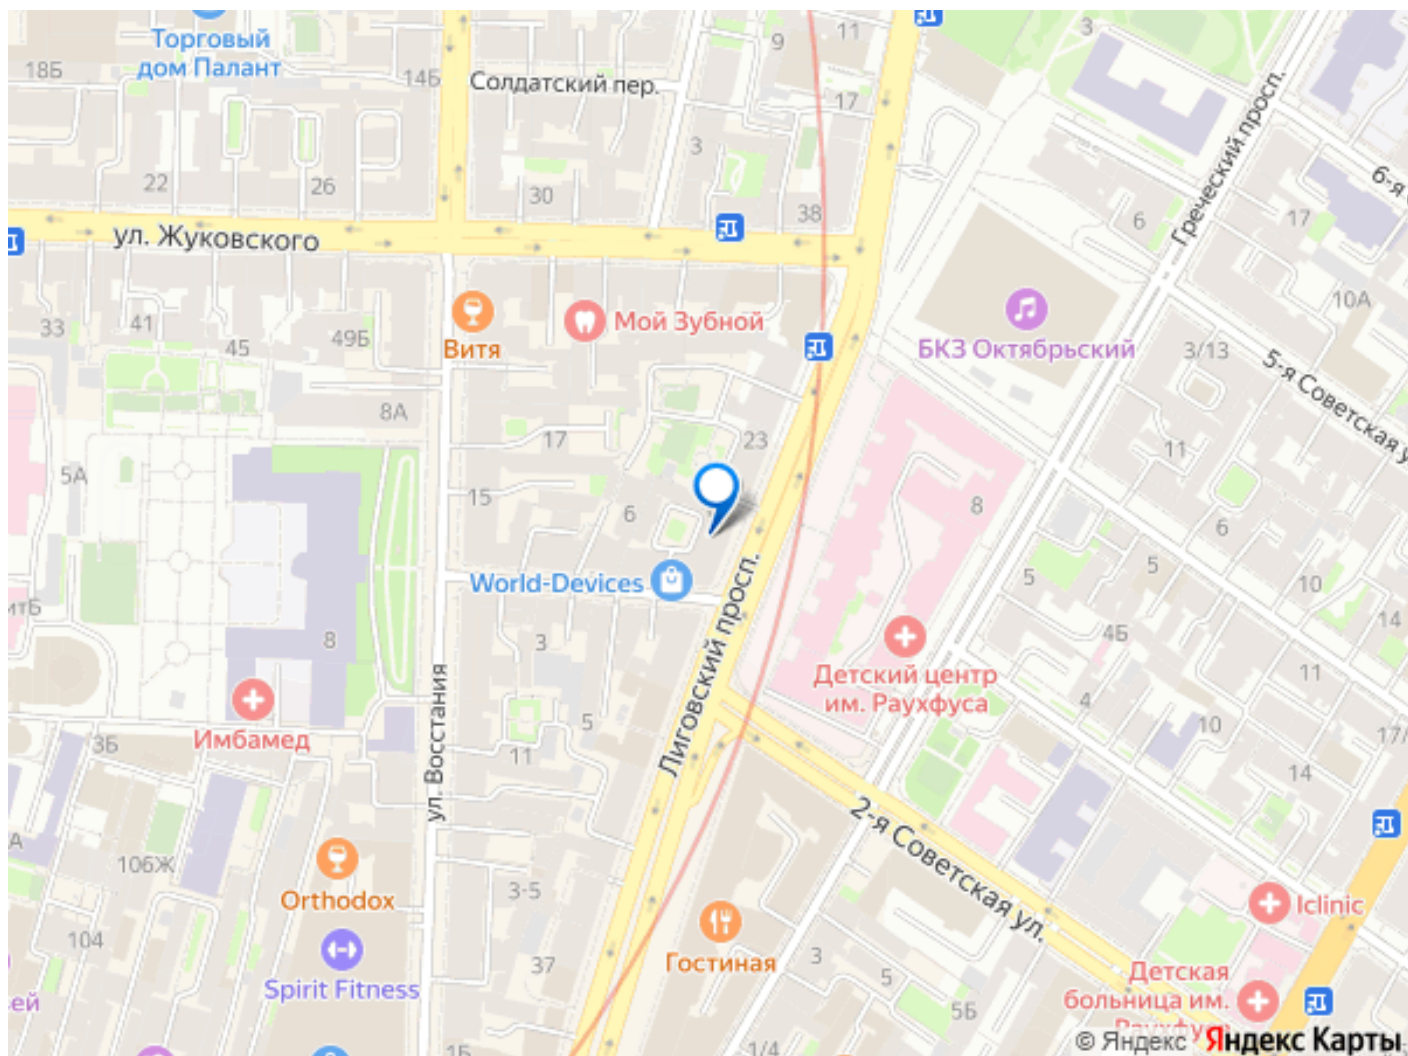 Торговый
дом Палант
18Б
14Б
Солдатский пер.
9
11
17
3
3
22
26
30
38
ул. Жуковского
Греческий просп.
6-я
17
6
10А
33
41
45
49Б
Витя
Мой Зубной
БКЗ Октябрьский
3/13
5-я Советская у
8А
17
23
11
5А
15
6
8
6
World-Devices
Лиговский просп.
5
5
10
14
итБ
8
3
4Б
11
Детский центр
им. Раухфуса
4
10
17/
Имбамед
3Б
ул. Восстания
5
11
14
А
106Ж
2-я Советская ул.
Orthodox
3-5
Iclinic
104
Spirit Fitness
37
Гостиная
3
5
5Б
Детская
больница им.
Раухфуса
ей
15
1/4
© Яндекс Яндекс Карты